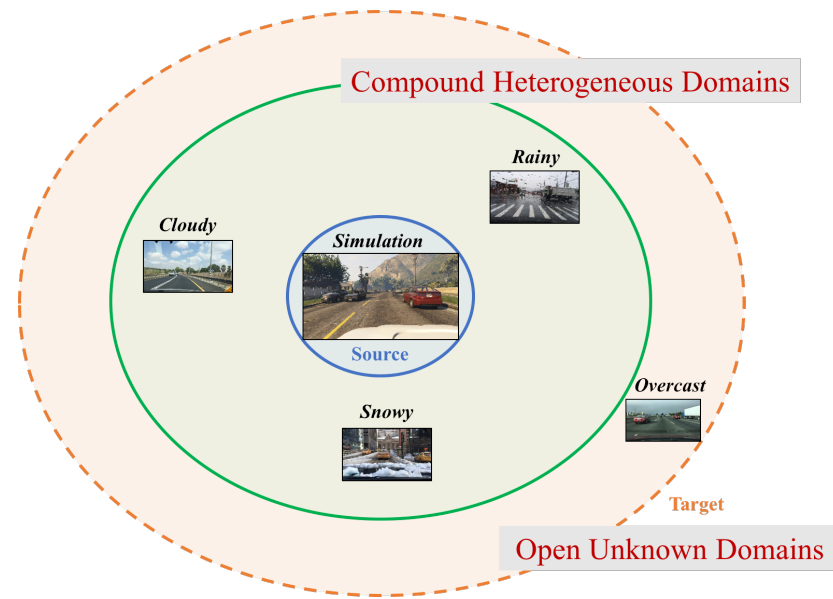 Compound Heterogeneous Domains
Rainy
Cloudy
Simulation
Source
Overcast
Snowy
Target
Open Unknown Domains